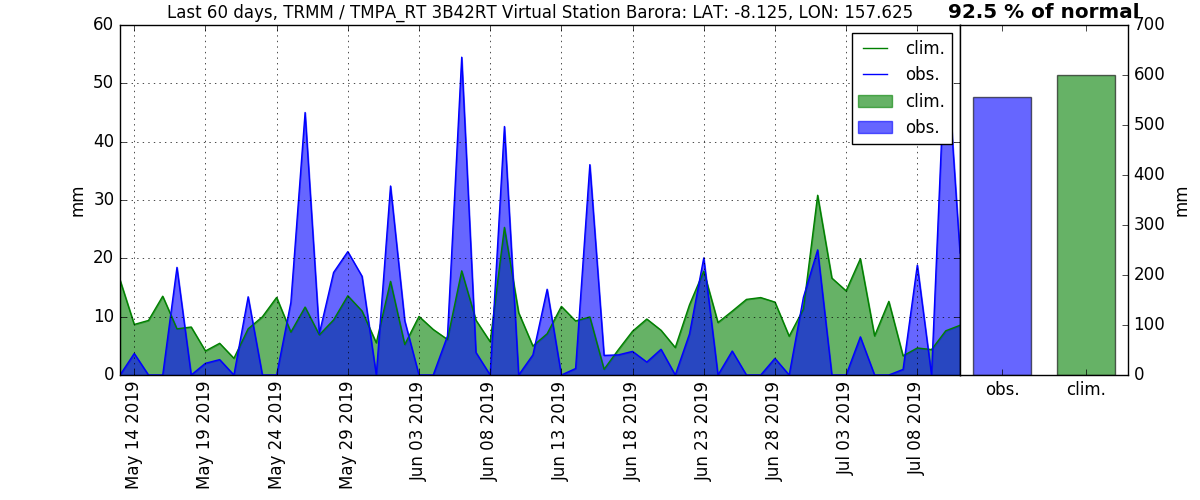 Last 60 days, TRMM / TMPA_RT 3B42RT Virtual Station Barora: LAT: -8.125, LON: 157.625
92.5 % of normal
60
50
40
30
20
10
0
mm
clim.
obs.
clim.
obs.
700
600
500
400
300
200
100
0
mm
obs.
clim.
May 14 2019
May 19 2019
May 24 2019
May 29 2019
Jun 03 2019
Jun 08 2019
Jun 13 2019
Jun 18 2019
Jun 23 2019
Jun 28 2019
Jul 03 2019
Jul 08 2019